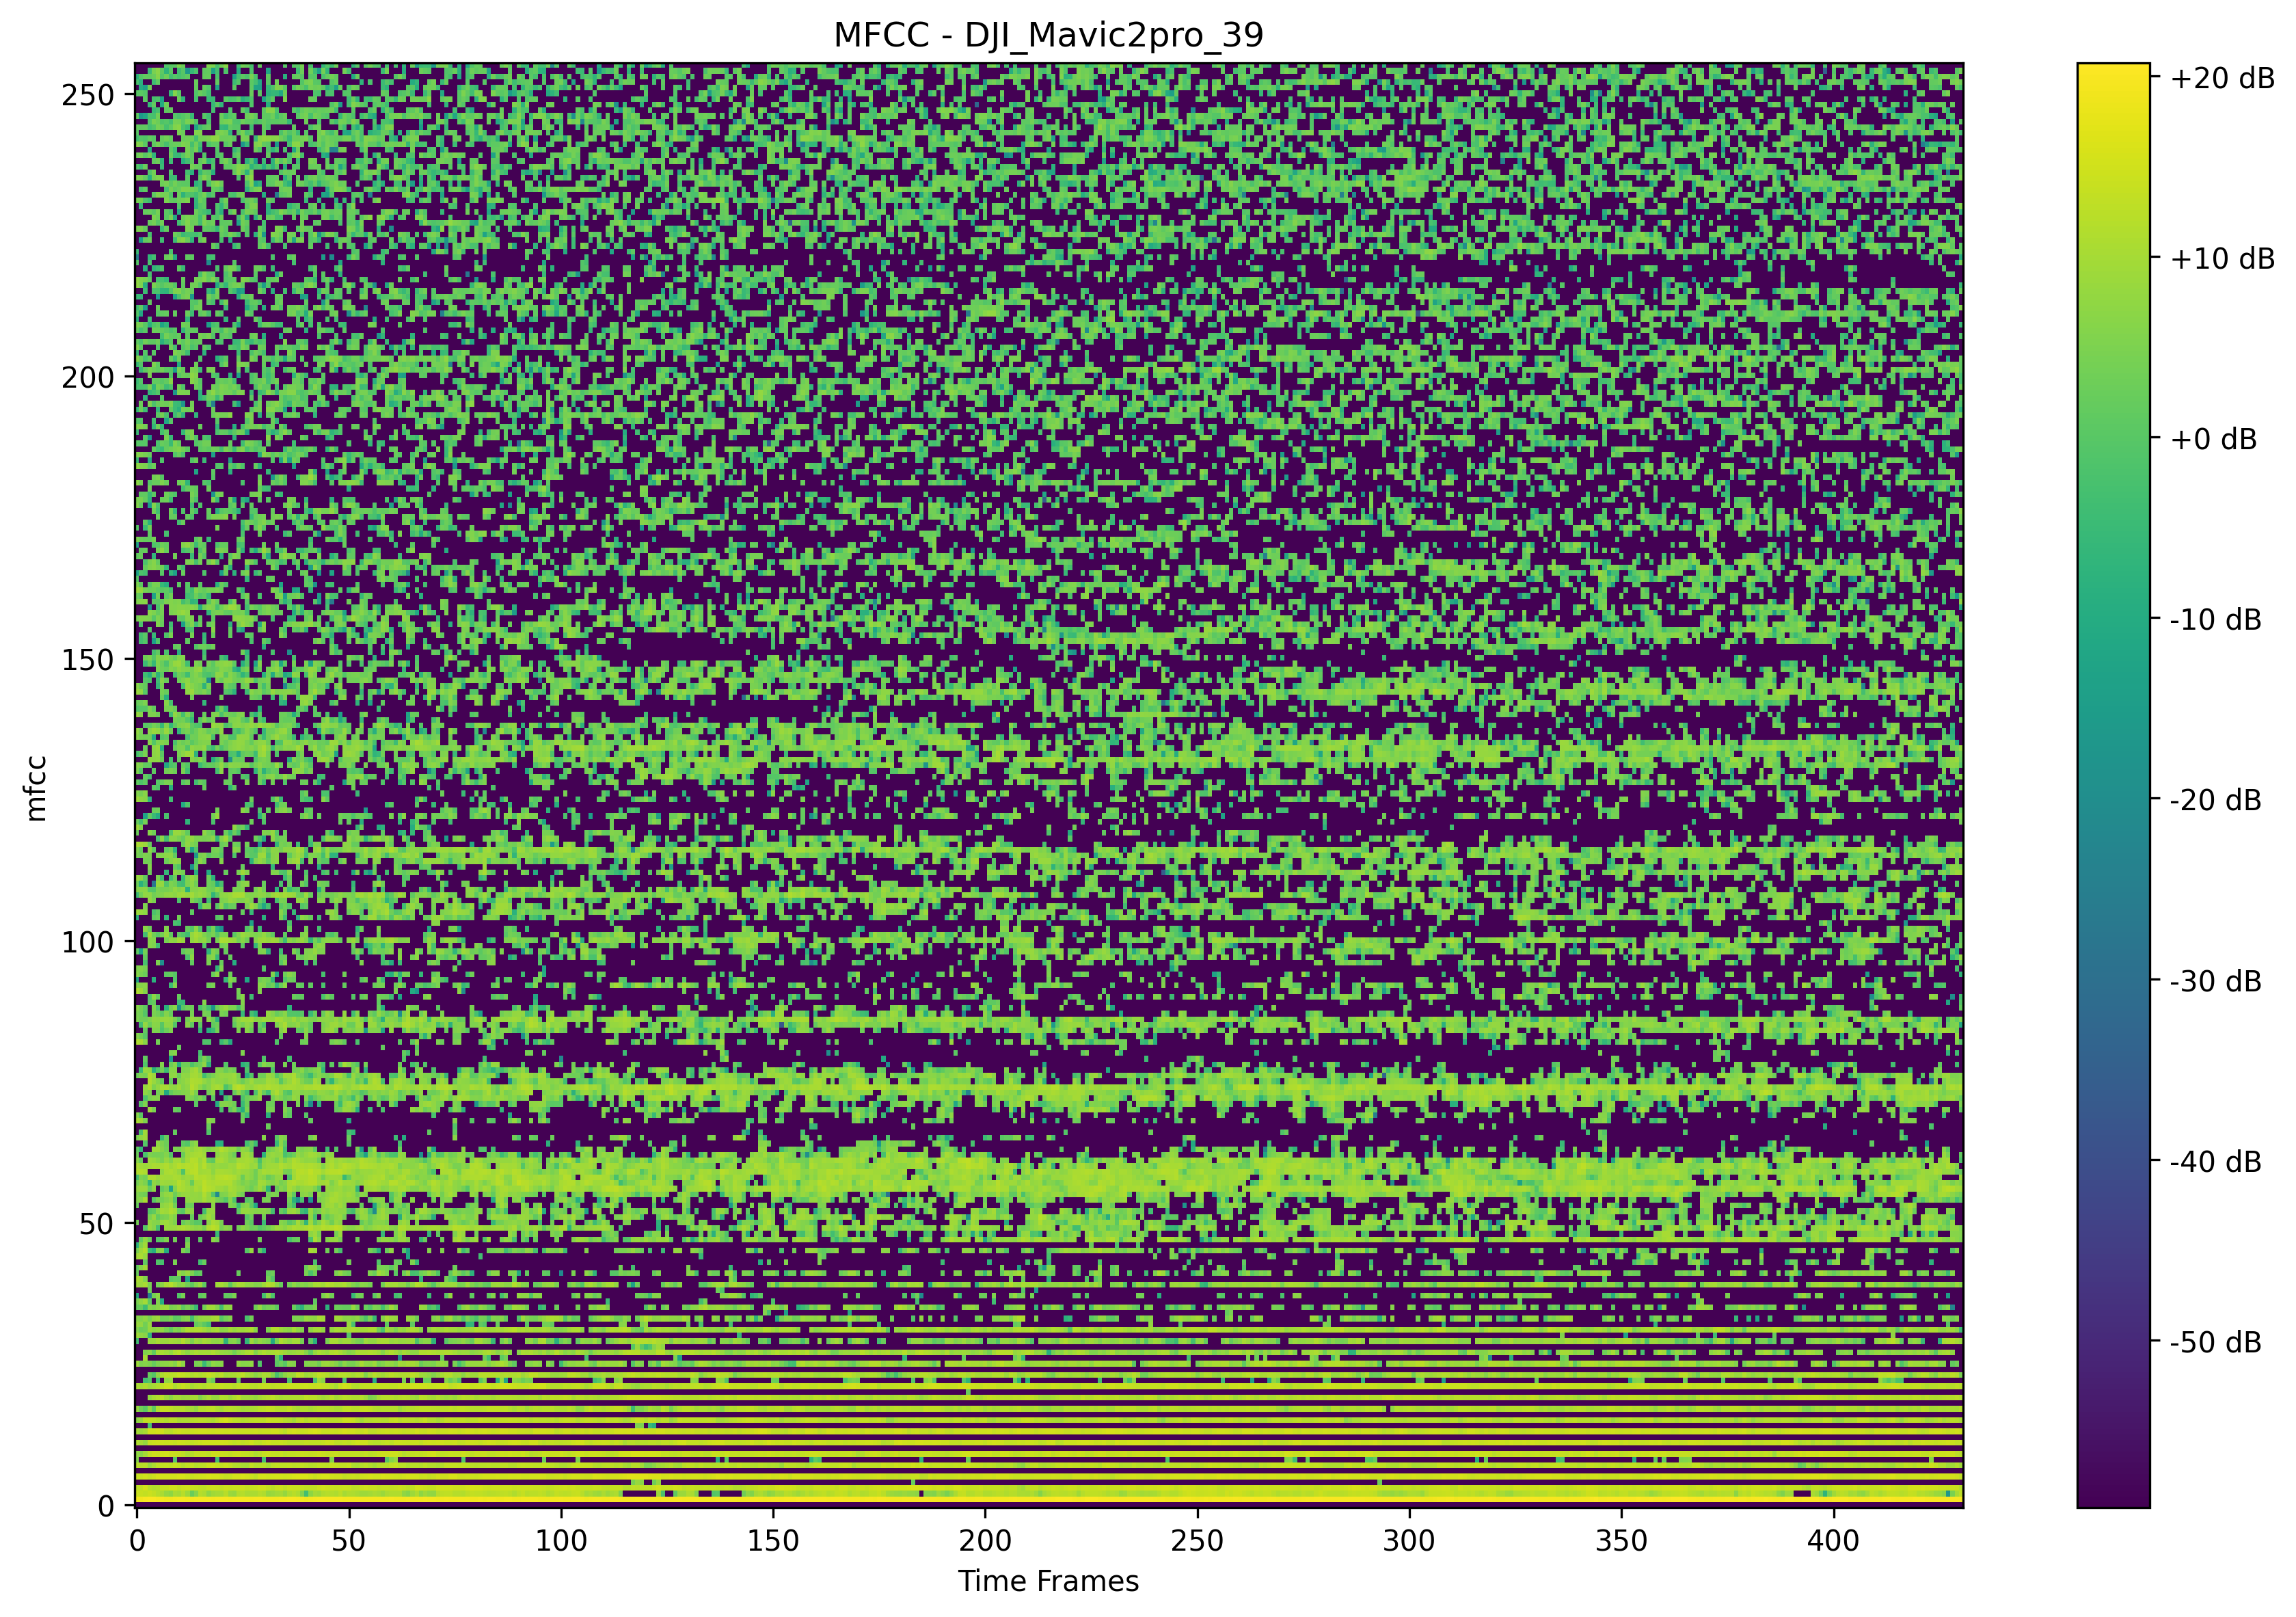 MFCC - DJI_Mavic2pro_39
mfcc
250
200
150
100
50
0
0 50 100 150 200 250 300 350 400
Time Frames
+20 dB
+10 dB
+0 dB
-10 dB
-20 dB
-30 dB
-40 dB
-50 dB